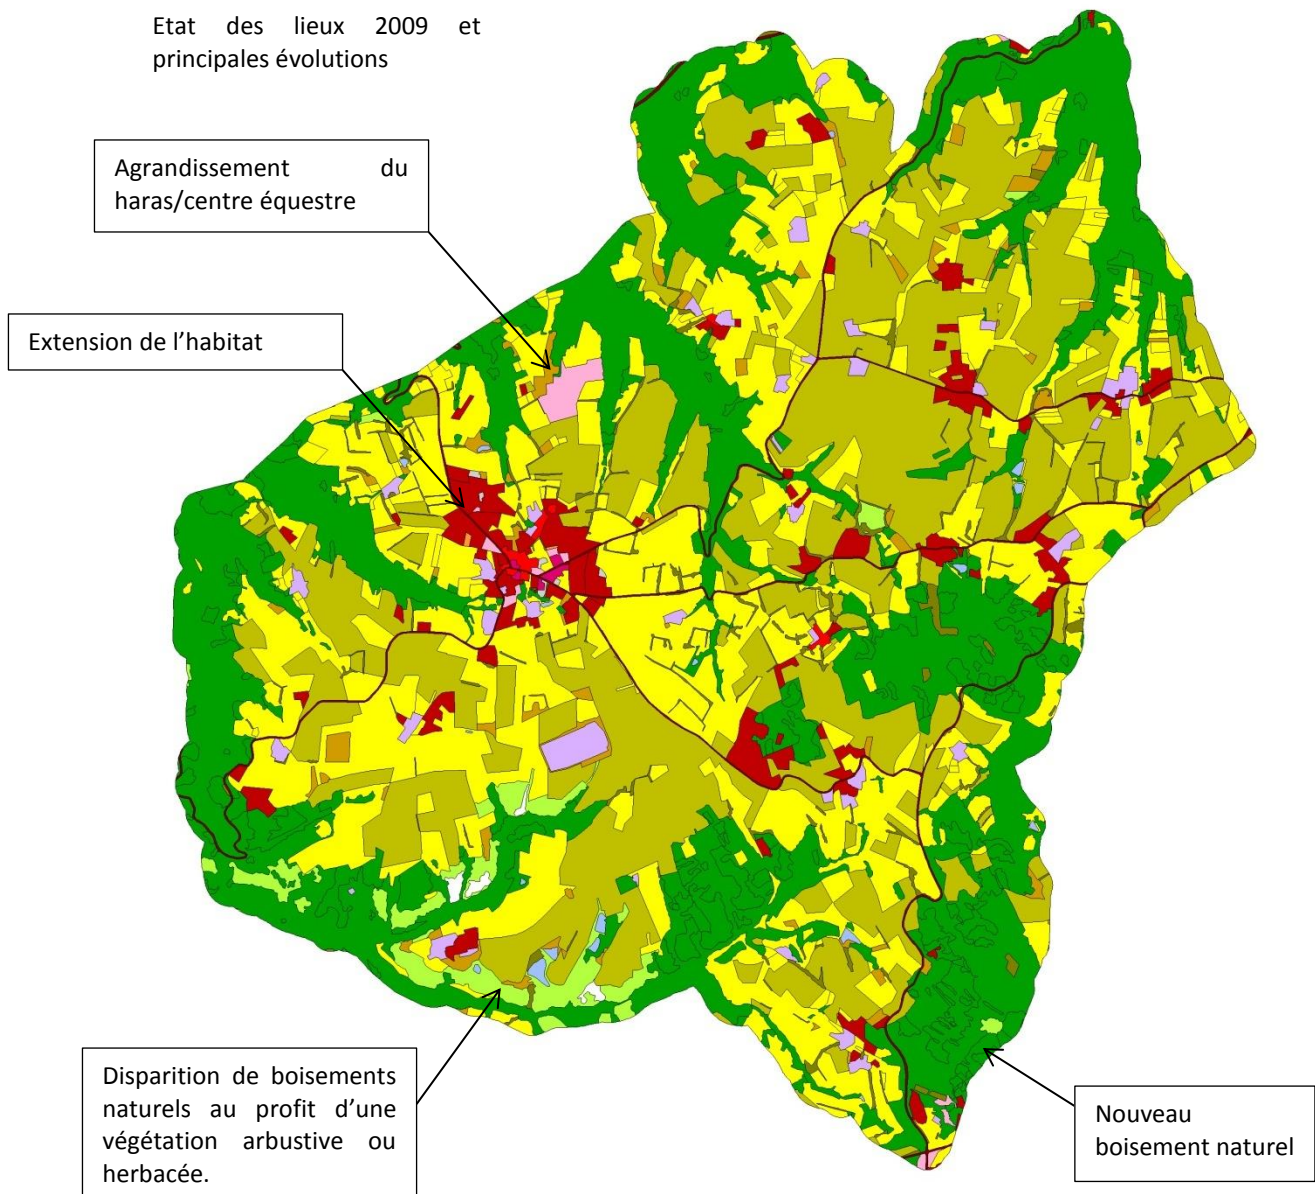 Etat des lieux 2009 et
principales évolutions
Agrandissement du
haras/centre équestre
Extension de l’habitat
Disparition de boisements
naturels au profit d’une
végétation arbustive ou
herbacée.
Nouveau
boisement naturel